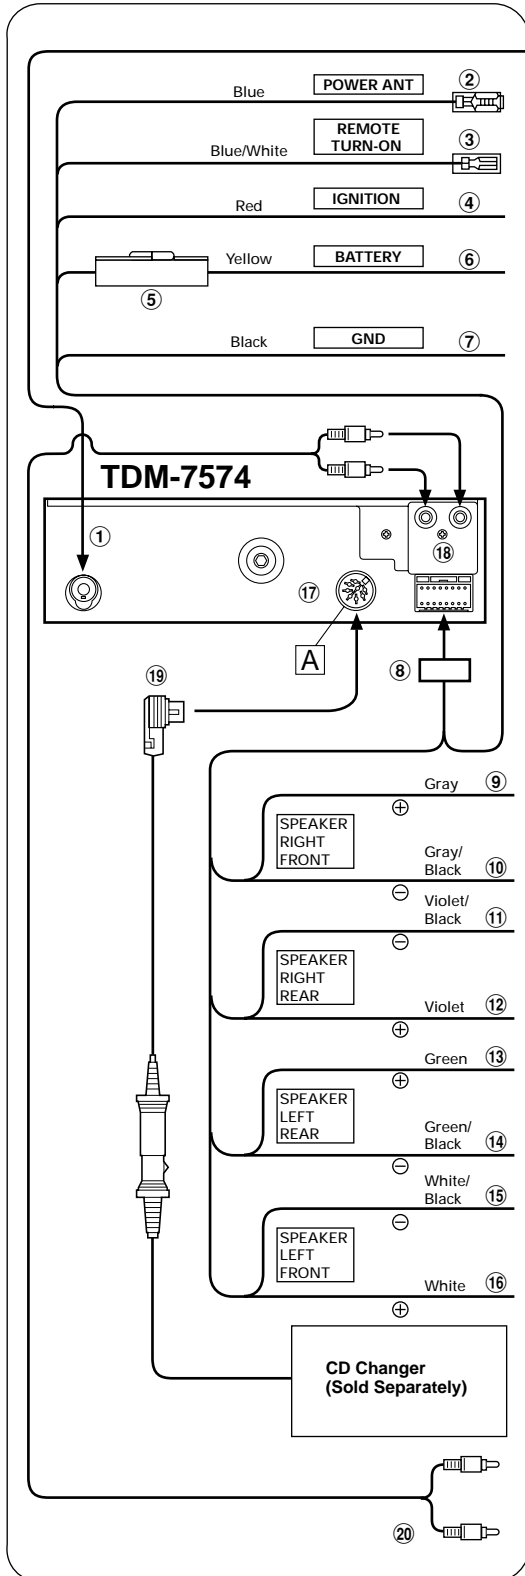 Blue
POWER ANT
②
Blue/White
REMOTE
TURN-ON
③
Red
IGNITION
④
Yellow
BATTERY
⑥
⑤
Black
GND
⑦
TDM-7574
①
⑱
⑰
A
⑧
⑲
Gray ⑨
⊕
SPEAKER
RIGHT
FRONT
Gray/
Black ⑩
⊖
Violet/
Black ⑪
⊖
SPEAKER
RIGHT
REAR
Violet ⑫
⊕
Green ⑬
⊕
SPEAKER
LEFT
REAR
Green/
Black ⑭
⊖
White/
Black ⑮
⊖
SPEAKER
LEFT
FRONT
White ⑯
⊕
CD Changer
(Sold Separately)
⑳